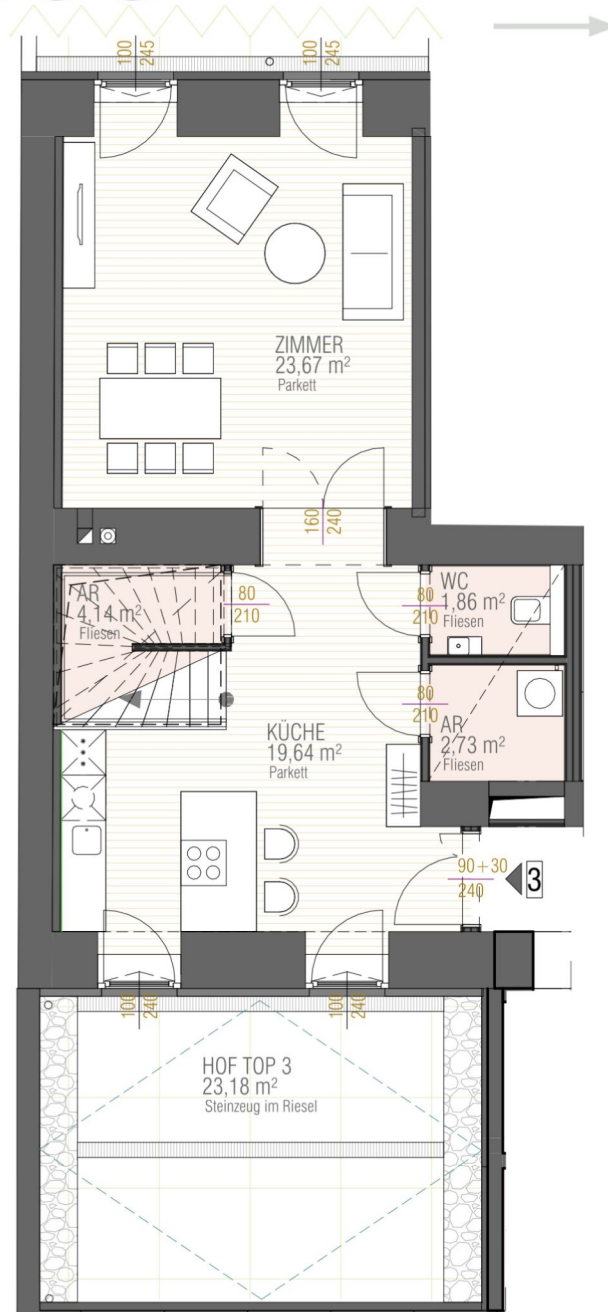 100
245
100
245
ZIMMER
23,67 m²
Parkett
160
240
AR
4,14 m²
Fliesen
80
210
80
210
WC
1,86 m²
Fliesen
80
210
AR
2,73 m²
Fliesen
KÜCHE
19,64 m²
Parkett
90+30
240
3
100
240
100
240
HOF TOP 3
23,18 m²
Steinzeug im Riesel